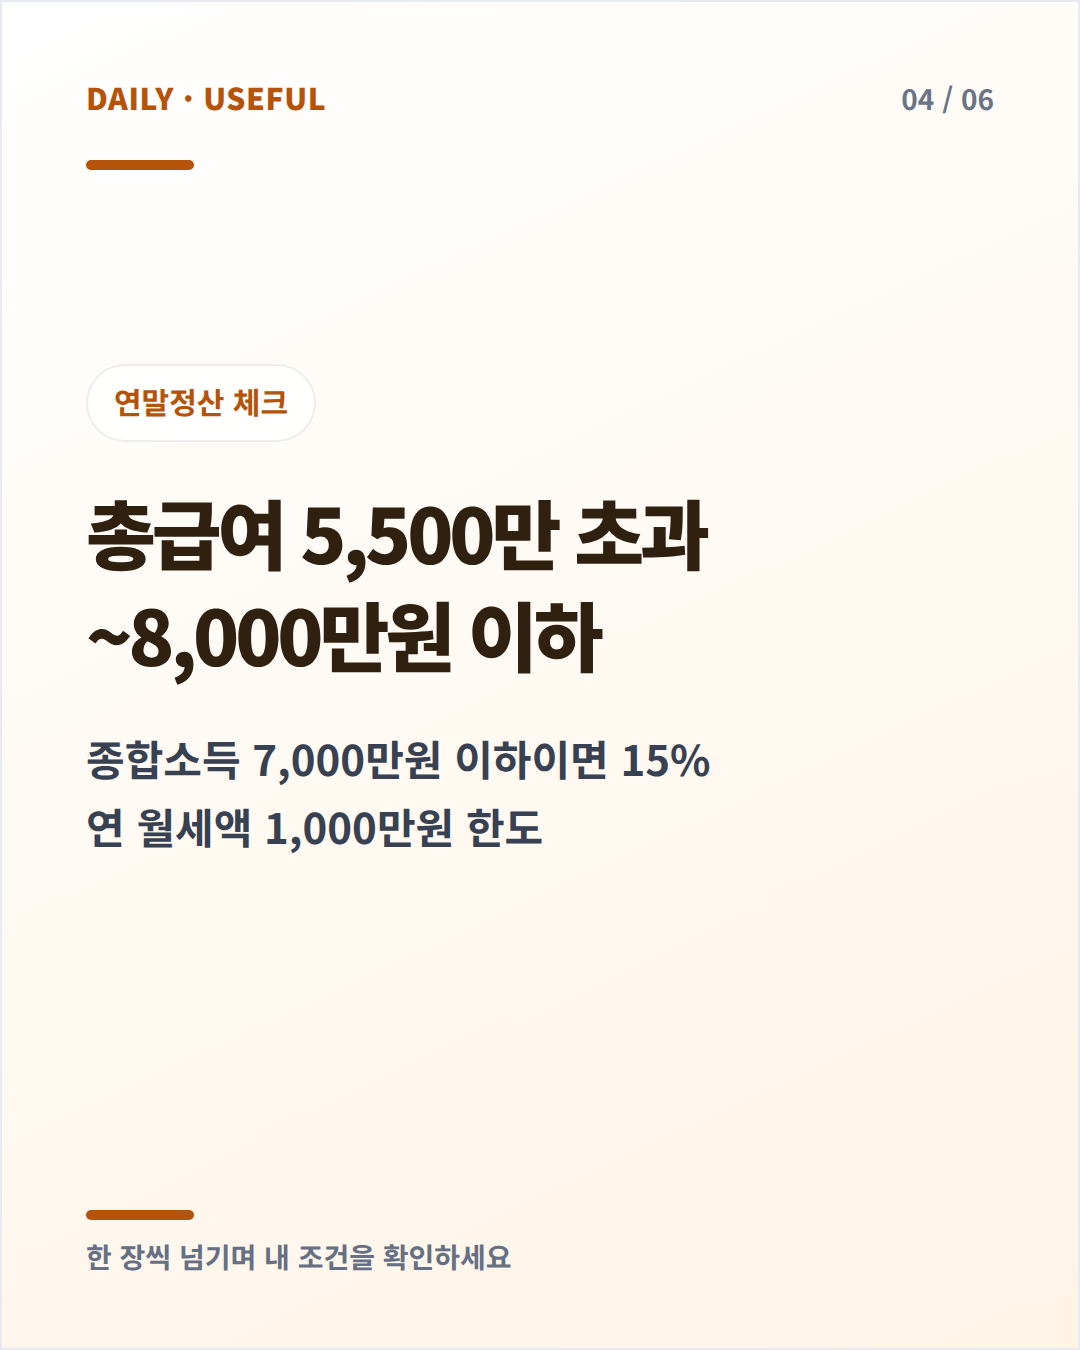 DAILY · USEFUL
04 / 06
연말정산 체크
총급여 5,500만 초과
~8,000만원 이하
종합소득 7,000만원 이하이면 15%
연 월세액 1,000만원 한도
한 장씩 넘기며 내 조건을 확인하세요